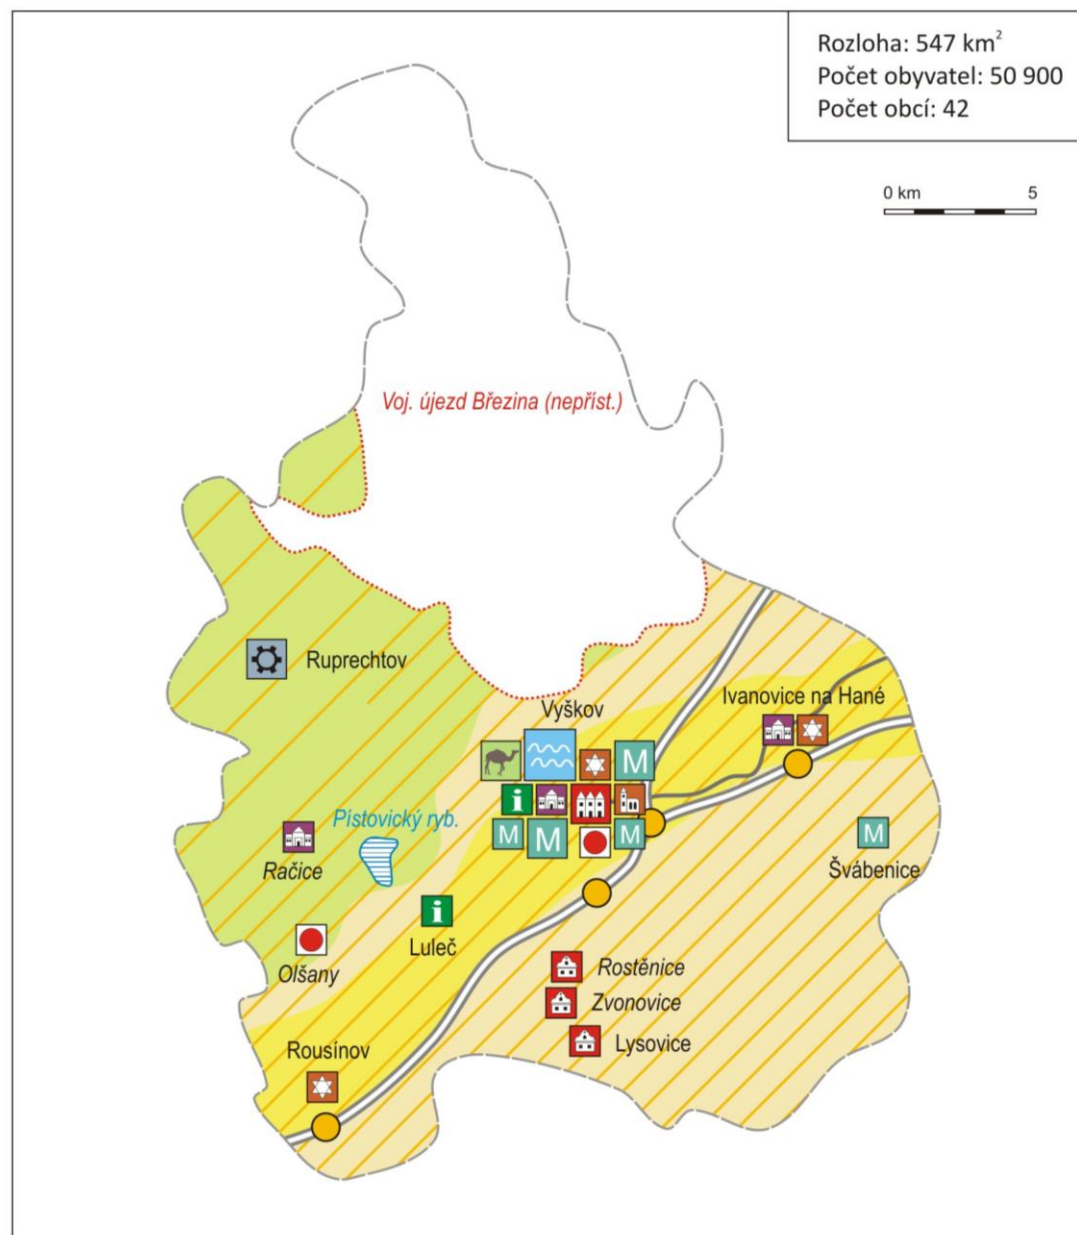 Rozloha: 547 km²
Počet obyvatel: 50 900
Počet obcí: 42
0 km 5
Voj. újezd Březina (nepříst.)
Ruprechtov
Ivanovice na Hané
Vyškov
M
i
M
M
M
Pístovický ryb.
Račice
M
Švábenice
i
Luleč
Olšany
Rostěnice
Zvonovice
Lysovice
Rousínov